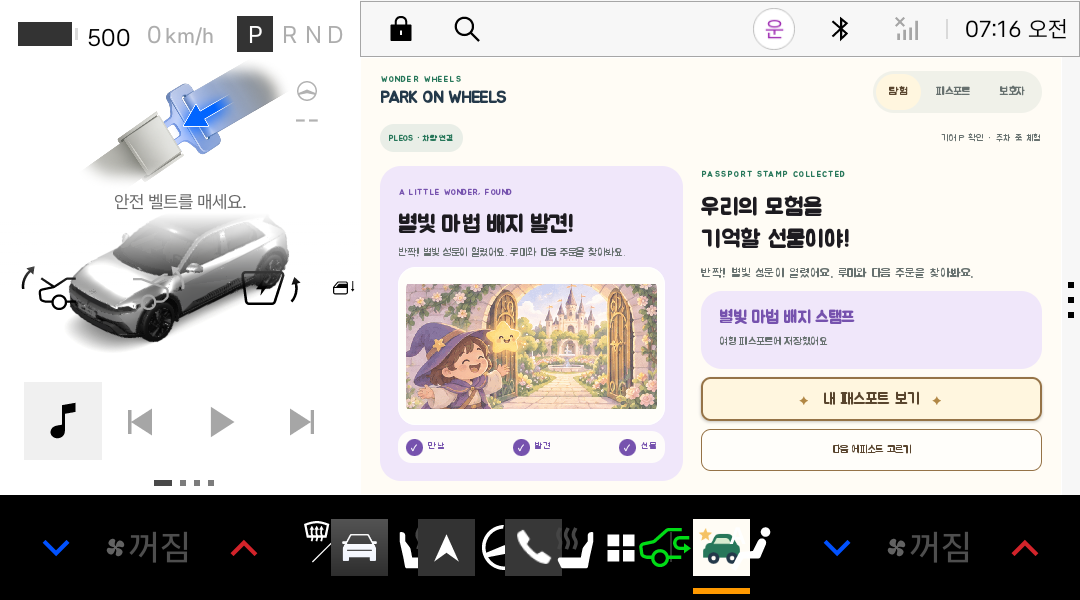 500
0 km/h
P R N D
운
07:16 오전
안전 벨트를 매세요.
WONDER WHEELS
PARK ON WHEELS
탐험
패스포트
보호자
PLEOS · 차량 연결
기어 P 확인 · 주차 중 체험
A LITTLE WONDER, FOUND
별빛 마법 배지 발견!
반짝! 별빛 성문이 열렸어요. 루미와 다음 주문을 찾아봐요.
만남
발견
선물
PASSPORT STAMP COLLECTED
우리의 모험을
기억할 선물이야!
반짝! 별빛 성문이 열렸어요. 루미와 다음 주문을 찾아봐요.
별빛 마법 배지 스탬프
여행 패스포트에 저장했어요
내 패스포트 보기
다음 에피소드 고르기
꺼짐
꺼짐